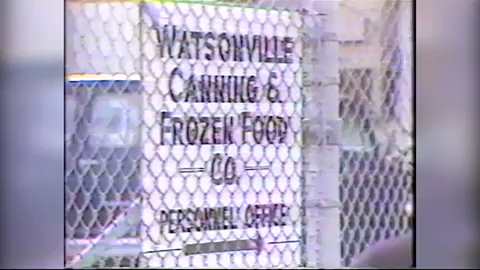 WATSONVILLE
CANNING &
FROZEN FOOD
CO.
PERSONNEL OFFICE